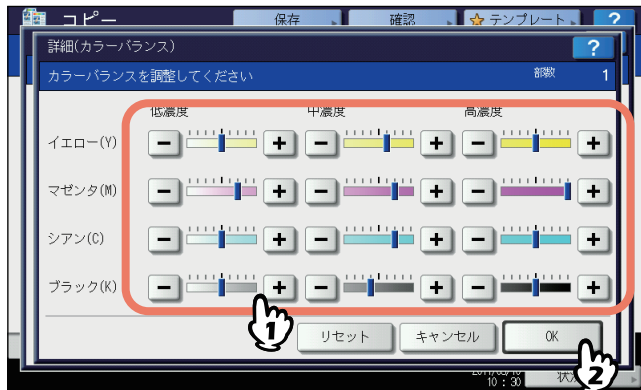 コピー 保存 確認 テンプレート ?
詳細(カラーバランス) ?
カラーバランスを調整してください 部数 1
低濃度 中濃度 高濃度
イエロー(Y) - + - + - +
マゼンタ(M) - + - + - +
シアン(C) - + - + - +
ブラック(K) - + - + - +
1
リセット キャンセル OK
2
10:30